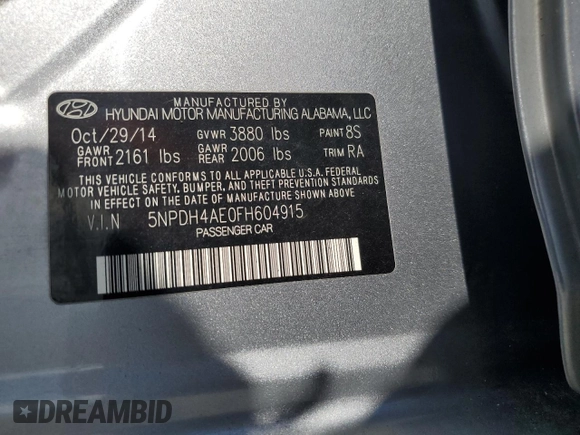 MANUFACTURED BY
HYUNDAI MOTOR MANUFACTURING ALABAMA, LLC
Oct/29/14 GVWR 3880 lbs PAINT 8S
GAWR FRONT 2161 lbs GAWR REAR 2006 lbs TRIM RA
THIS VEHICLE CONFORMS TO ALL APPLICABLE U.S.A. FEDERAL
MOTOR VEHICLE SAFETY, BUMPER, AND THEFT PREVENTION STANDARDS
IN EFFECT ON THE DATE OF MANUFACTURE SHOWN ABOVE.
V.I.N 5NPDH4AE0FH604915
PASSENGER CAR
DREAMBID